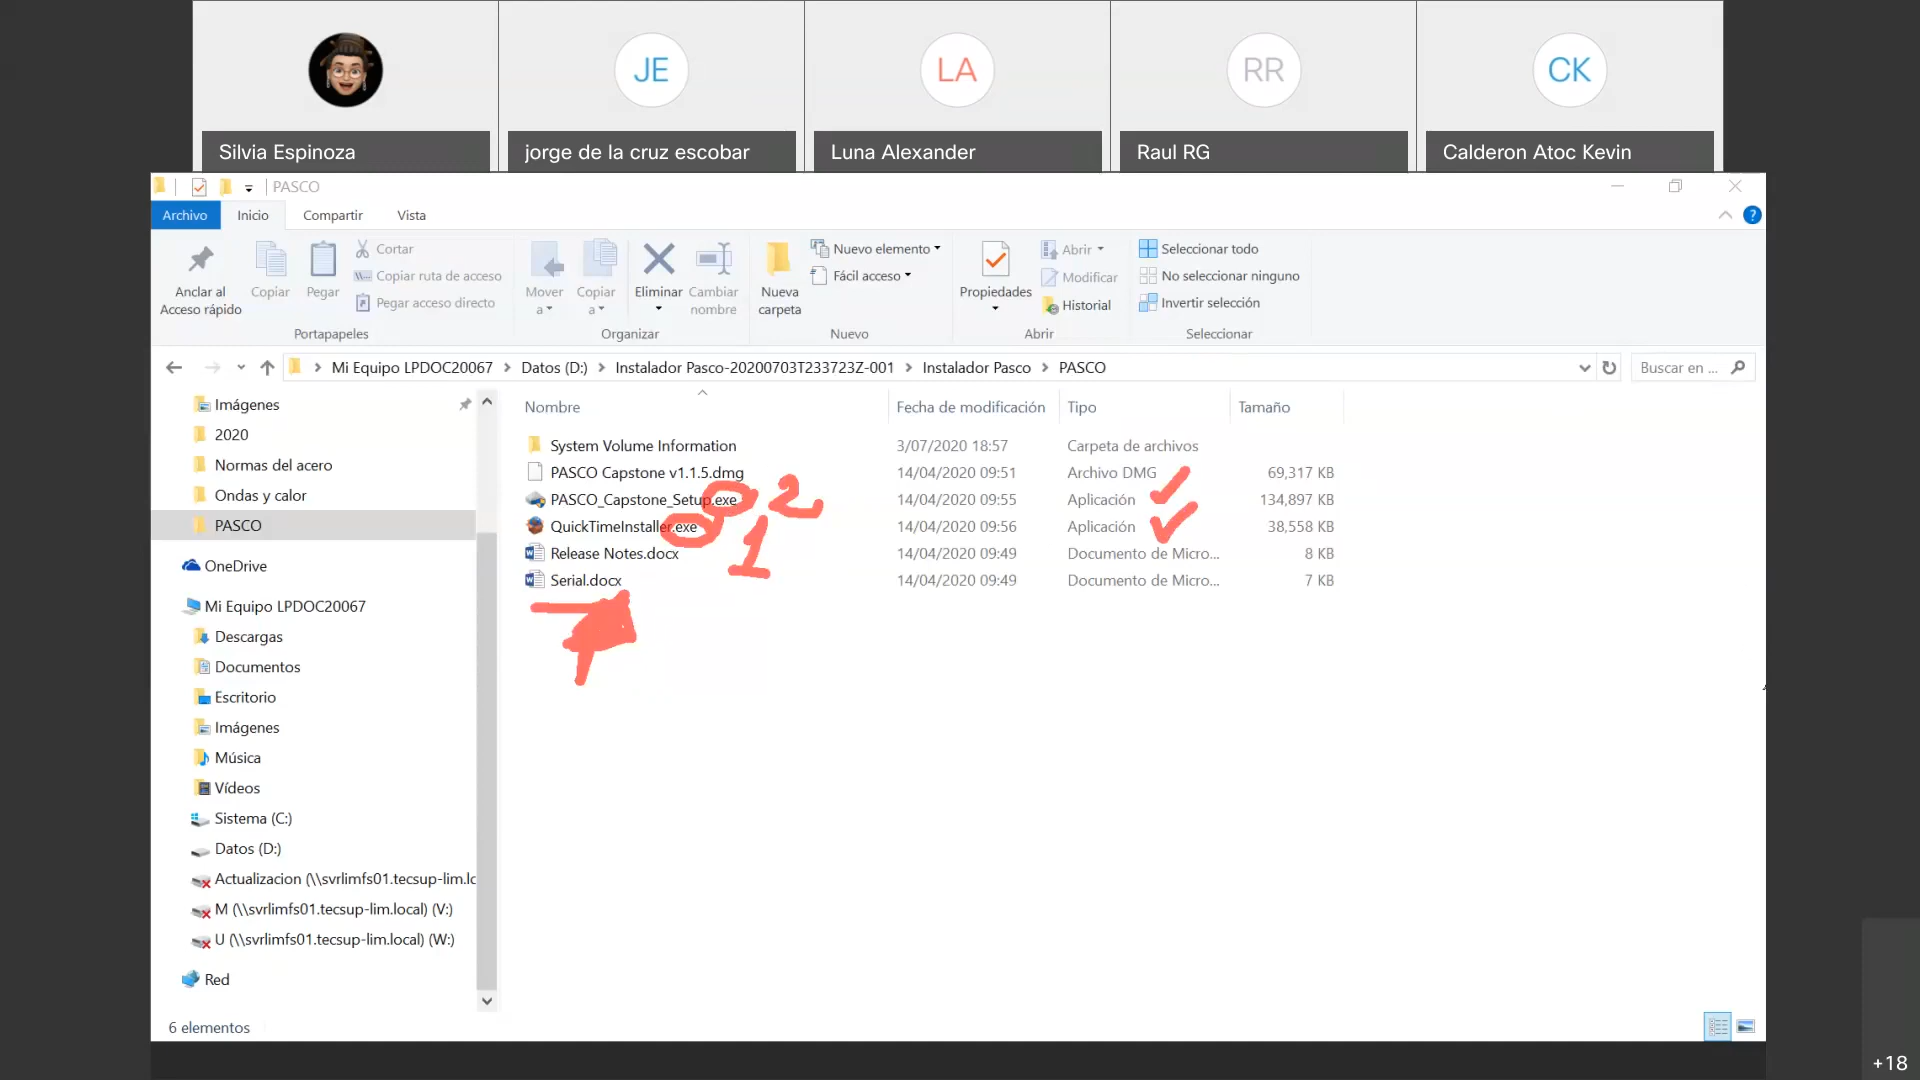 JE
LA
RR
CK
Silvia Espinoza
jorge de la cruz escobar
Luna Alexander
Raul RG
Calderon Atoc Kevin
PASCO
Archivo
Inicio
Compartir
Vista
?
Anclar al
Acceso rápido
Copiar
Pegar
Cortar
Copiar ruta de acceso
Pegar acceso directo
Portapapeles
Mover
a
Copiar
a
Eliminar
Cambiar
nombre
Organizar
Nueva
carpeta
Nuevo elemento
Fácil acceso
Nuevo
Propiedades
Abrir
Modificar
Historial
Abrir
Seleccionar todo
No seleccionar ninguno
Invertir selección
Seleccionar
Mi Equipo LPDOC20067 > Datos (D:) > Instalador Pasco-20200703T233723Z-001 > Instalador Pasco > PASCO
Buscar en ...
Imágenes
2020
Normas del acero
Ondas y calor
PASCO
OneDrive
Mi Equipo LPDOC20067
Descargas
Documentos
Escritorio
Imágenes
Música
Vídeos
Sistema (C:)
Datos (D:)
Actualizacion (\\svrlimfs01.tecsup-lim.lc
M (\\svrlimfs01.tecsup-lim.local) (V:)
U (\\svrlimfs01.tecsup-lim.local) (W:)
Red
Nombre Fecha de modificación Tipo Tamaño
System Volume Information 3/07/2020 18:57 Carpeta de archivos
PASCO Capstone v1.1.5.dmg 14/04/2020 09:51 Archivo DMG 69,317 KB
PASCO_Capstone_Setup.exe 2 14/04/2020 09:55 Aplicación 134,897 KB
QuickTimeInstaller.exe 1 14/04/2020 09:56 Aplicación 38,558 KB
Release Notes.docx 14/04/2020 09:49 Documento de Micro... 8 KB
Serial.docx 14/04/2020 09:49 Documento de Micro... 7 KB
6 elementos
+18